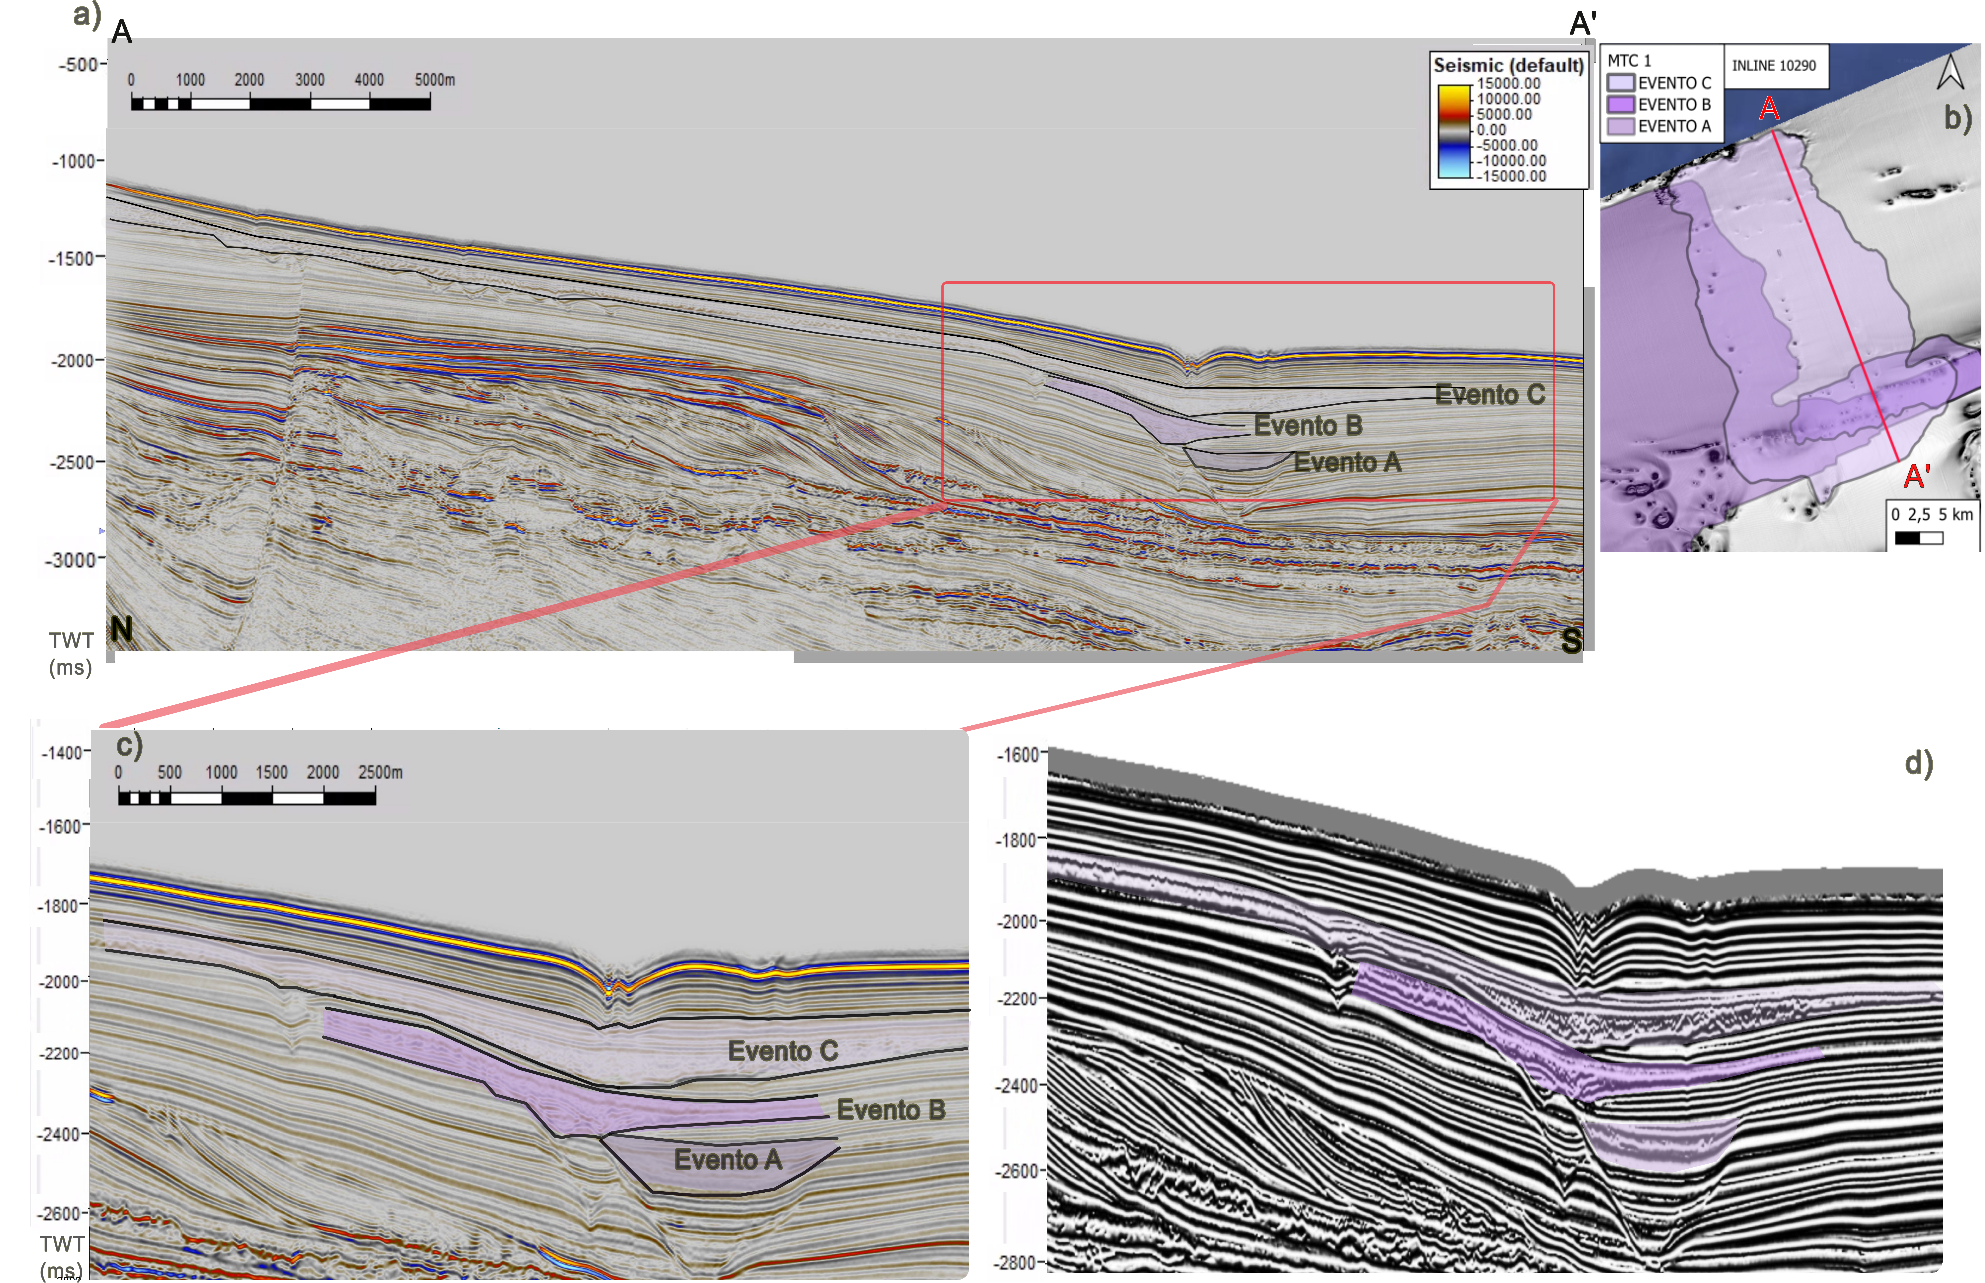 a)
A
A'
-500
0 1000 2000 3000 4000 5000m
-1000
-1500
-2000
-2500
-3000
TWT
(ms)
N
S
Seismic (default)
15000.00
10000.00
5000.00
0.00
-5000.00
-10000.00
-15000.00
Evento C
Evento B
Evento A
MTC 1
EVENTO C
EVENTO B
EVENTO A
INLINE 10290
b)
A
A'
0 2,5 5 km
c)
0 500 1000 1500 2000 2500m
-1400
-1600
-1800
-2000
-2200
-2400
-2600
TWT
(ms)
Evento C
Evento B
Evento A
d)
-1600
-1800
-2000
-2200
-2400
-2600
-2800